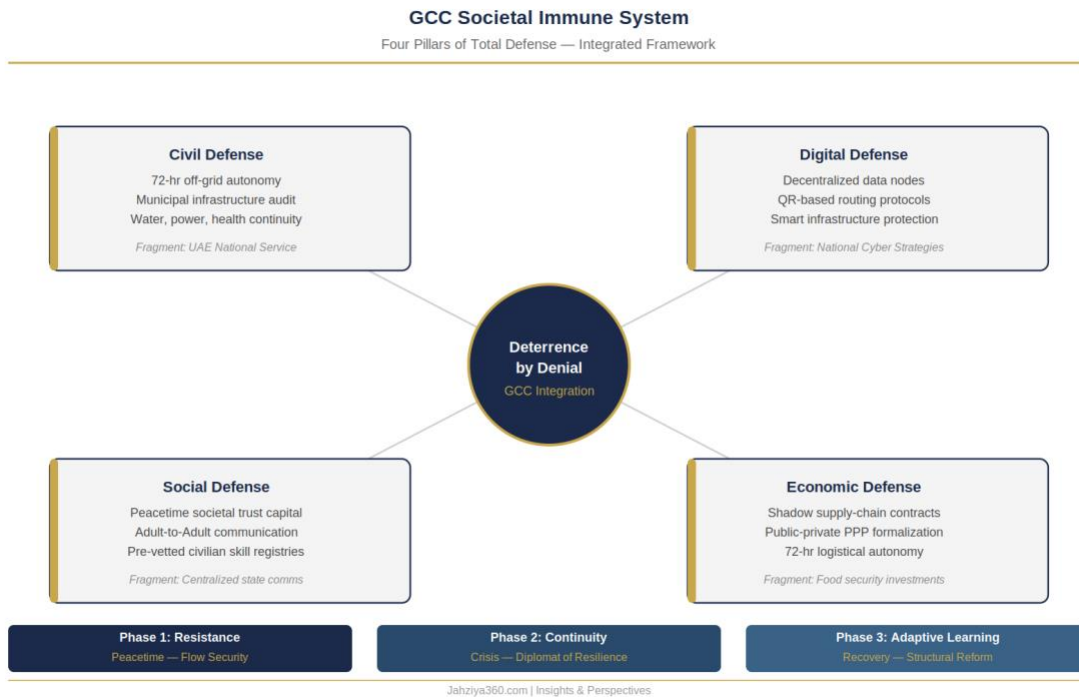 GCC Societal Immune System
Four Pillars of Total Defense — Integrated Framework
Civil Defense
72-hr off-grid autonomy
Municipal infrastructure audit
Water, power, health continuity
Fragment: UAE National Service
Digital Defense
Decentralized data nodes
QR-based routing protocols
Smart infrastructure protection
Fragment: National Cyber Strategies
Deterrence
by Denial
GCC Integration
Social Defense
Peacetime societal trust capital
Adult-to-Adult communication
Pre-vetted civilian skill registries
Fragment: Centralized state comms
Economic Defense
Shadow supply-chain contracts
Public-private PPP formalization
72-hr logistical autonomy
Fragment: Food security investments
Phase 1: Resistance
Peacetime — Flow Security
Phase 2: Continuity
Crisis — Diplomat of Resilience
Phase 3: Adaptive Learning
Recovery — Structural Reform
Jahziya360.com | Insights & Perspectives